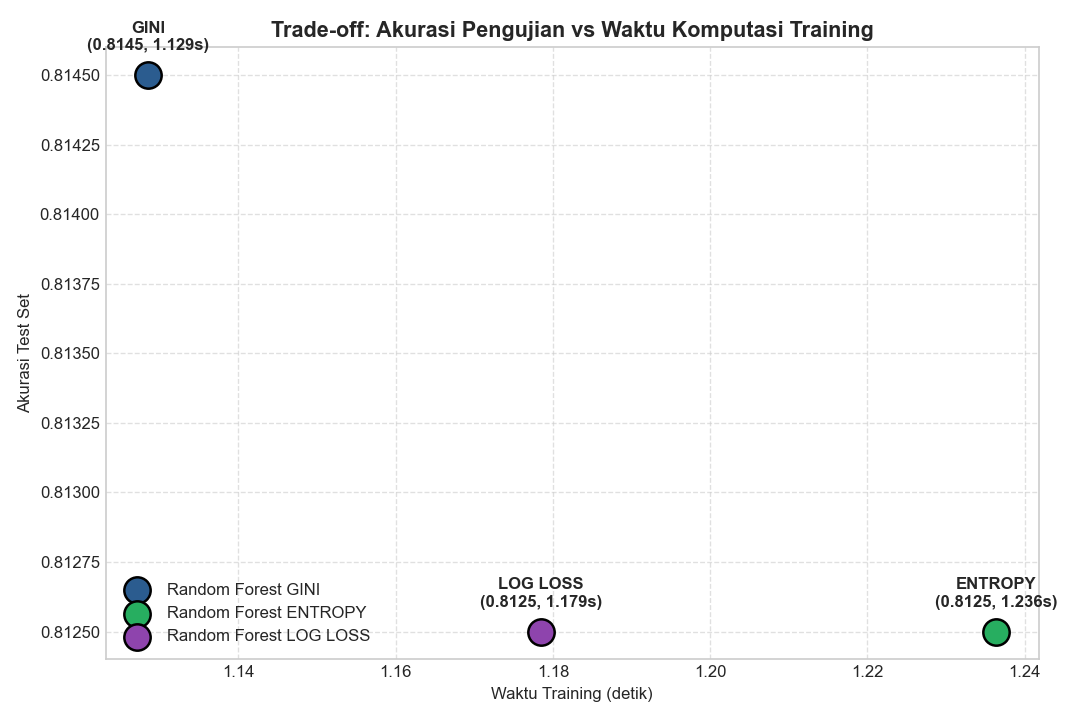 Trade-off: Akurasi Pengujian vs Waktu Komputasi Training
GINI
(0.8145, 1.129s)
Akurasi Test Set
0.81450
0.81425
0.81400
0.81375
0.81350
0.81325
0.81300
0.81275
0.81250
LOG LOSS
(0.8125, 1.179s)
ENTROPY
(0.8125, 1.236s)
Random Forest GINI
Random Forest ENTROPY
Random Forest LOG LOSS
1.14
1.16
1.18
1.20
1.22
1.24
Waktu Training (detik)